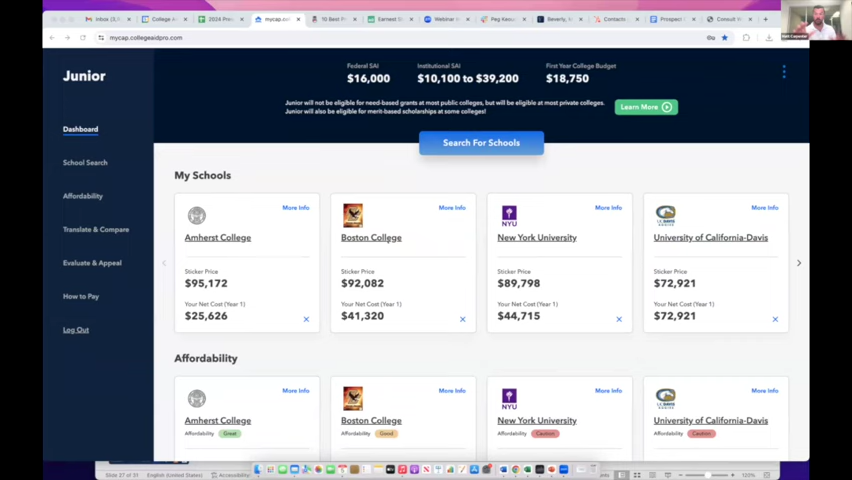 Inbox (3,
College A
2024 Pres
mycap.col
10 Best P
Earnest S
Webinar I
Peg Keou
Beverly, I
Contacts
Prospect
Consult V
mycap.collegeaidpro.com
Junior
Dashboard
School Search
Affordability
Translate & Compare
Evaluate & Appeal
How to Pay
Log Out
Federal SAI
$16,000
Institutional SAI
$10,100 to $39,200
First Year College Budget
$18,750
Junior will not be eligible for need-based grants at most public colleges, but will be eligible at most private colleges.
Junior will also be eligible for merit-based scholarships at some colleges!
Learn More
Search For Schools
My Schools
More Info
Amherst College
Sticker Price
$95,172
Your Net Cost (Year 1)
$25,626
More Info
Boston College
Sticker Price
$92,082
Your Net Cost (Year 1)
$41,320
More Info
NYU
New York University
Sticker Price
$89,798
Your Net Cost (Year 1)
$44,715
More Info
UC DAVIS
University of California-Davis
Sticker Price
$72,921
Your Net Cost (Year 1)
$72,921
Affordability
More Info
Amherst College
Affordability Great
More Info
Boston College
Affordability Good
More Info
NYU
New York University
Affordability Caution
More Info
UC DAVIS
University of California-Davis
Affordability Caution
Slide 27 of 31
English (United States)
Accessibility
123%